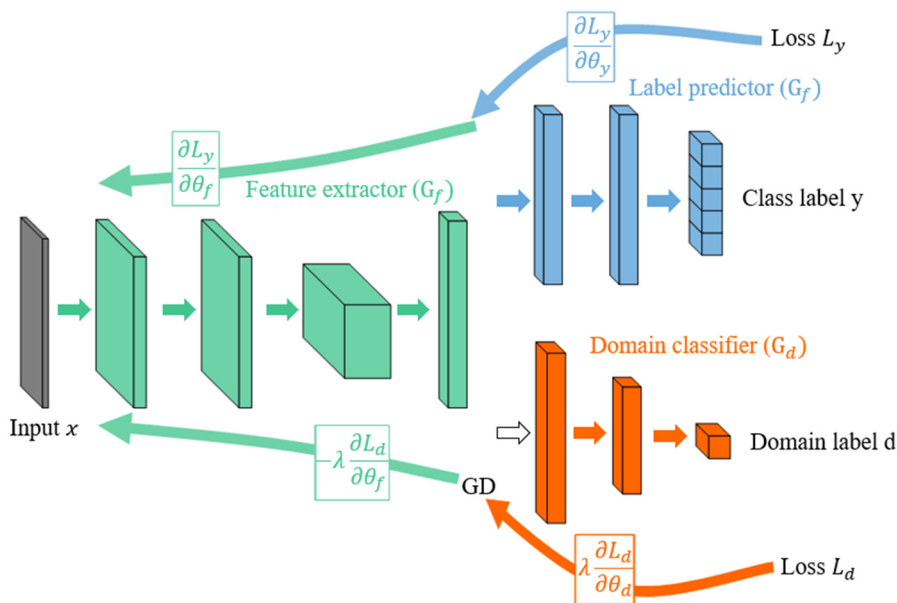 ∂L_y
∂θ_y
Loss L_y
Label predictor (G_f)
∂L_y
∂θ_f
Feature extractor (G_f)
Class label y
Domain classifier (G_d)
Input x
−λ ∂L_d
∂θ_f
GD
Domain label d
λ ∂L_d
∂θ_d
Loss L_d